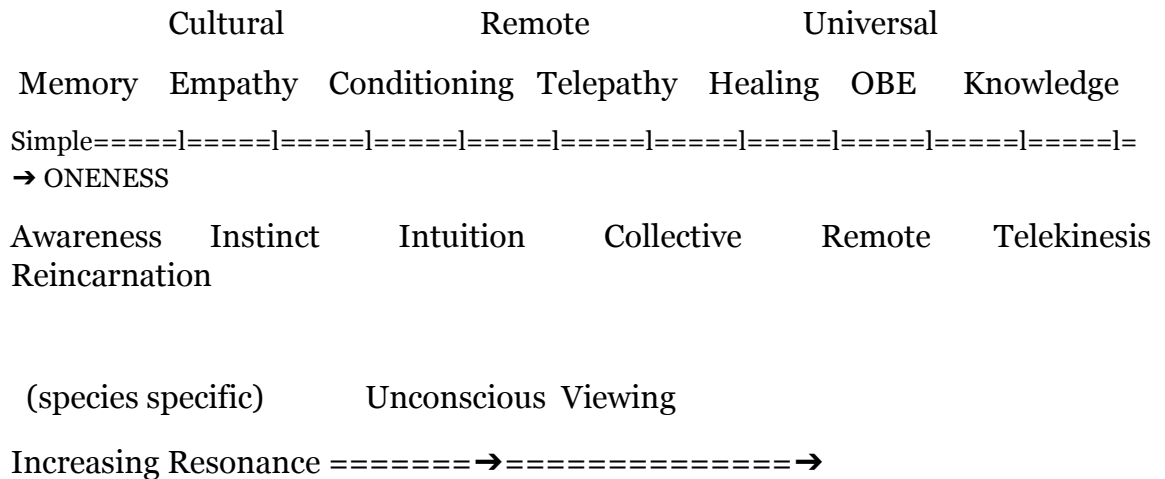 Cultural Remote Universal
Memory Empathy Conditioning Telepathy Healing OBE Knowledge
Simple=====l=====l=====l=====l=====l=====l=====l=====l=====l=====l=====l=
➔ ONENESS
Awareness Instinct Intuition Collective Remote Telekinesis
Reincarnation
(species specific) Unconscious Viewing
Increasing Resonance =======➔==============➔